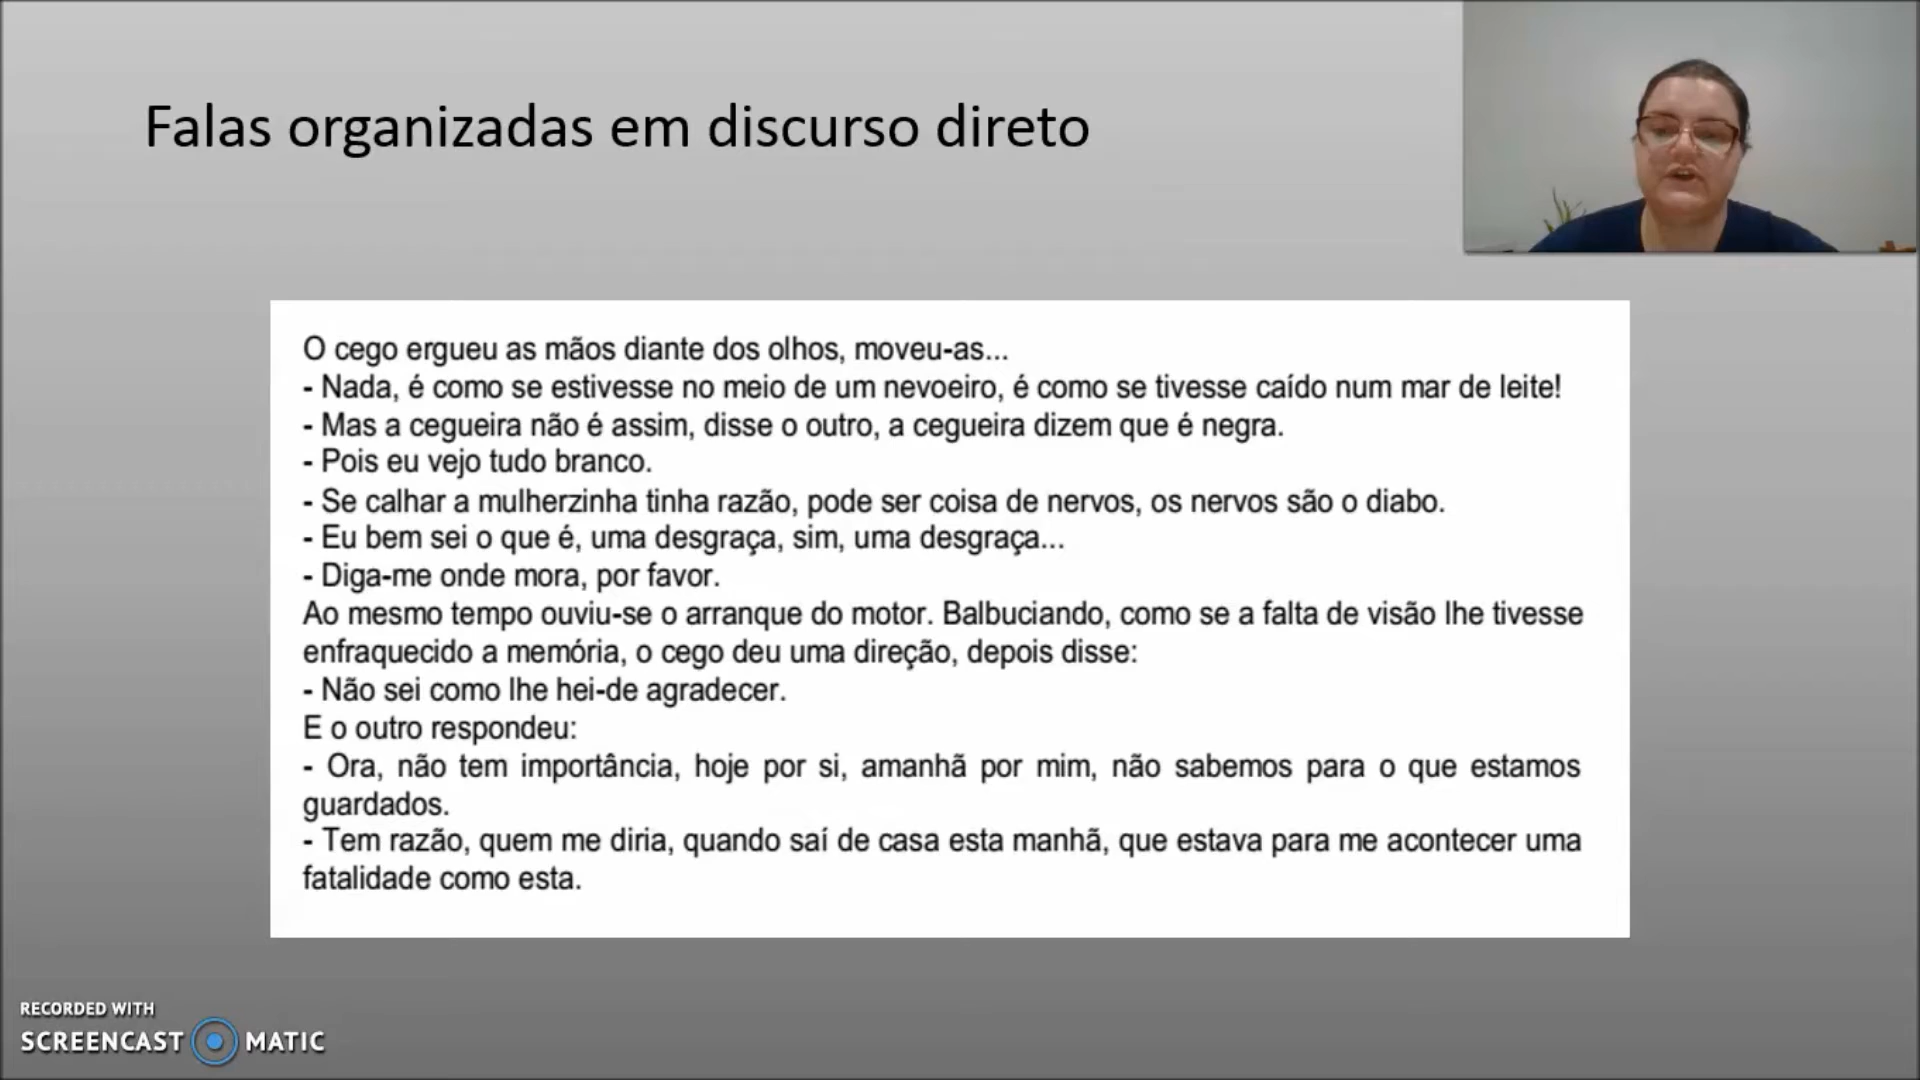 Falas organizadas em discurso direto
O cego ergueu as mãos diante dos olhos, moveu-as...
- Nada, é como se estivesse no meio de um nevoeiro, é como se tivesse caído num mar de leite!
- Mas a cegueira não é assim, disse o outro, a cegueira dizem que é negra.
- Pois eu vejo tudo branco.
- Se calhar a mulherzinha tinha razão, pode ser coisa de nervos, os nervos são o diabo.
- Eu bem sei o que é, uma desgraça, sim, uma desgraça...
- Diga-me onde mora, por favor.
Ao mesmo tempo ouviu-se o arranque do motor. Balbuciando, como se a falta de visão lhe tivesse
enfraquecido a memória, o cego deu uma direção, depois disse:
- Não sei como lhe hei-de agradecer.
E o outro respondeu:
- Ora, não tem importância, hoje por si, amanhã por mim, não sabemos para o que estamos
guardados.
- Tem razão, quem me diria, quando saí de casa esta manhã, que estava para me acontecer uma
fatalidade como esta.
RECORDED WITH
SCREENCAST MATIC